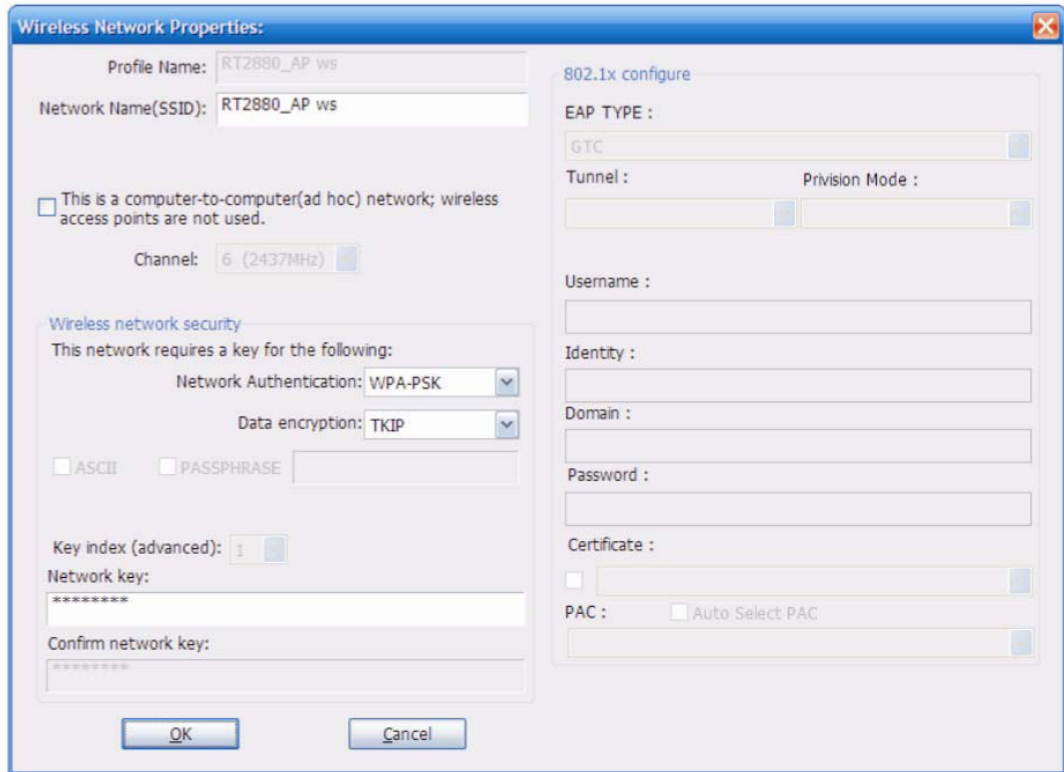 Wireless Network Properties:
Profile Name: RT2880_AP ws
Network Name(SSID): RT2880_AP ws
This is a computer-to-computer(ad hoc) network; wireless
access points are not used.
Channel: 6 (2437MHz)
Wireless network security
This network requires a key for the following:
Network Authentication: WPA-PSK
Data encryption: TKIP
ASCII PASSPHRASE
Key index (advanced): 1
Network key:
********
Confirm network key:
********
OK Cancel
802.1x configure
EAP TYPE :
GTC
Tunnel : Privision Mode :
Username :
Identity :
Domain :
Password :
Certificate :
PAC : Auto Select PAC